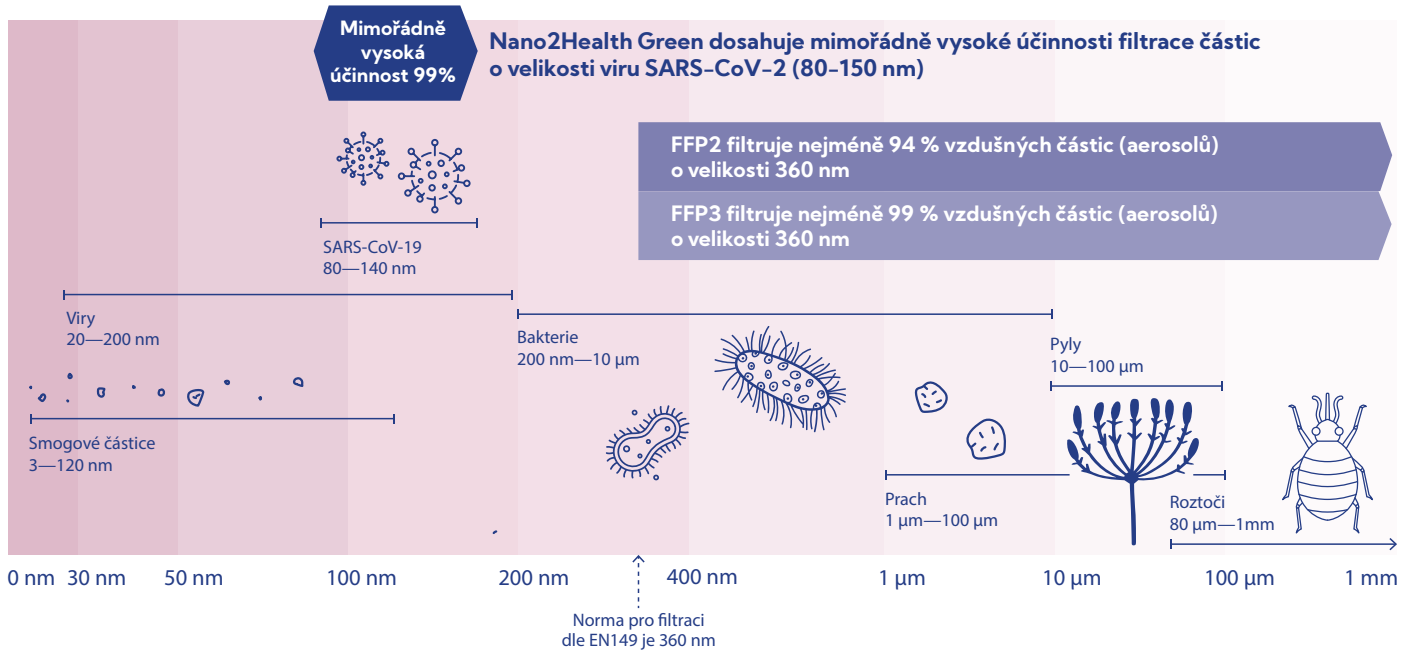 Mimořádně
vysoká
účinnost 99%
Nano2Health Green dosahuje mimořádně vysoké účinnosti filtrace částic
o velikosti viru SARS-CoV-2 (80-150 nm)
FFP2 filtruje nejméně 94 % vzdušných částic (aerosolů)
o velikosti 360 nm
FFP3 filtruje nejméně 99 % vzdušných částic (aerosolů)
o velikosti 360 nm
SARS-CoV-19
80—140 nm
Viry
20—200 nm
Bakterie
200 nm—10 µm
Pyly
10—100 µm
Smogové částice
3—120 nm
Prach
1 µm—100 µm
Roztoči
80 µm—1mm
0 nm 30 nm 50 nm 100 nm 200 nm 400 nm 1 µm 10 µm 100 µm 1 mm
Norma pro filtraci
dle EN149 je 360 nm